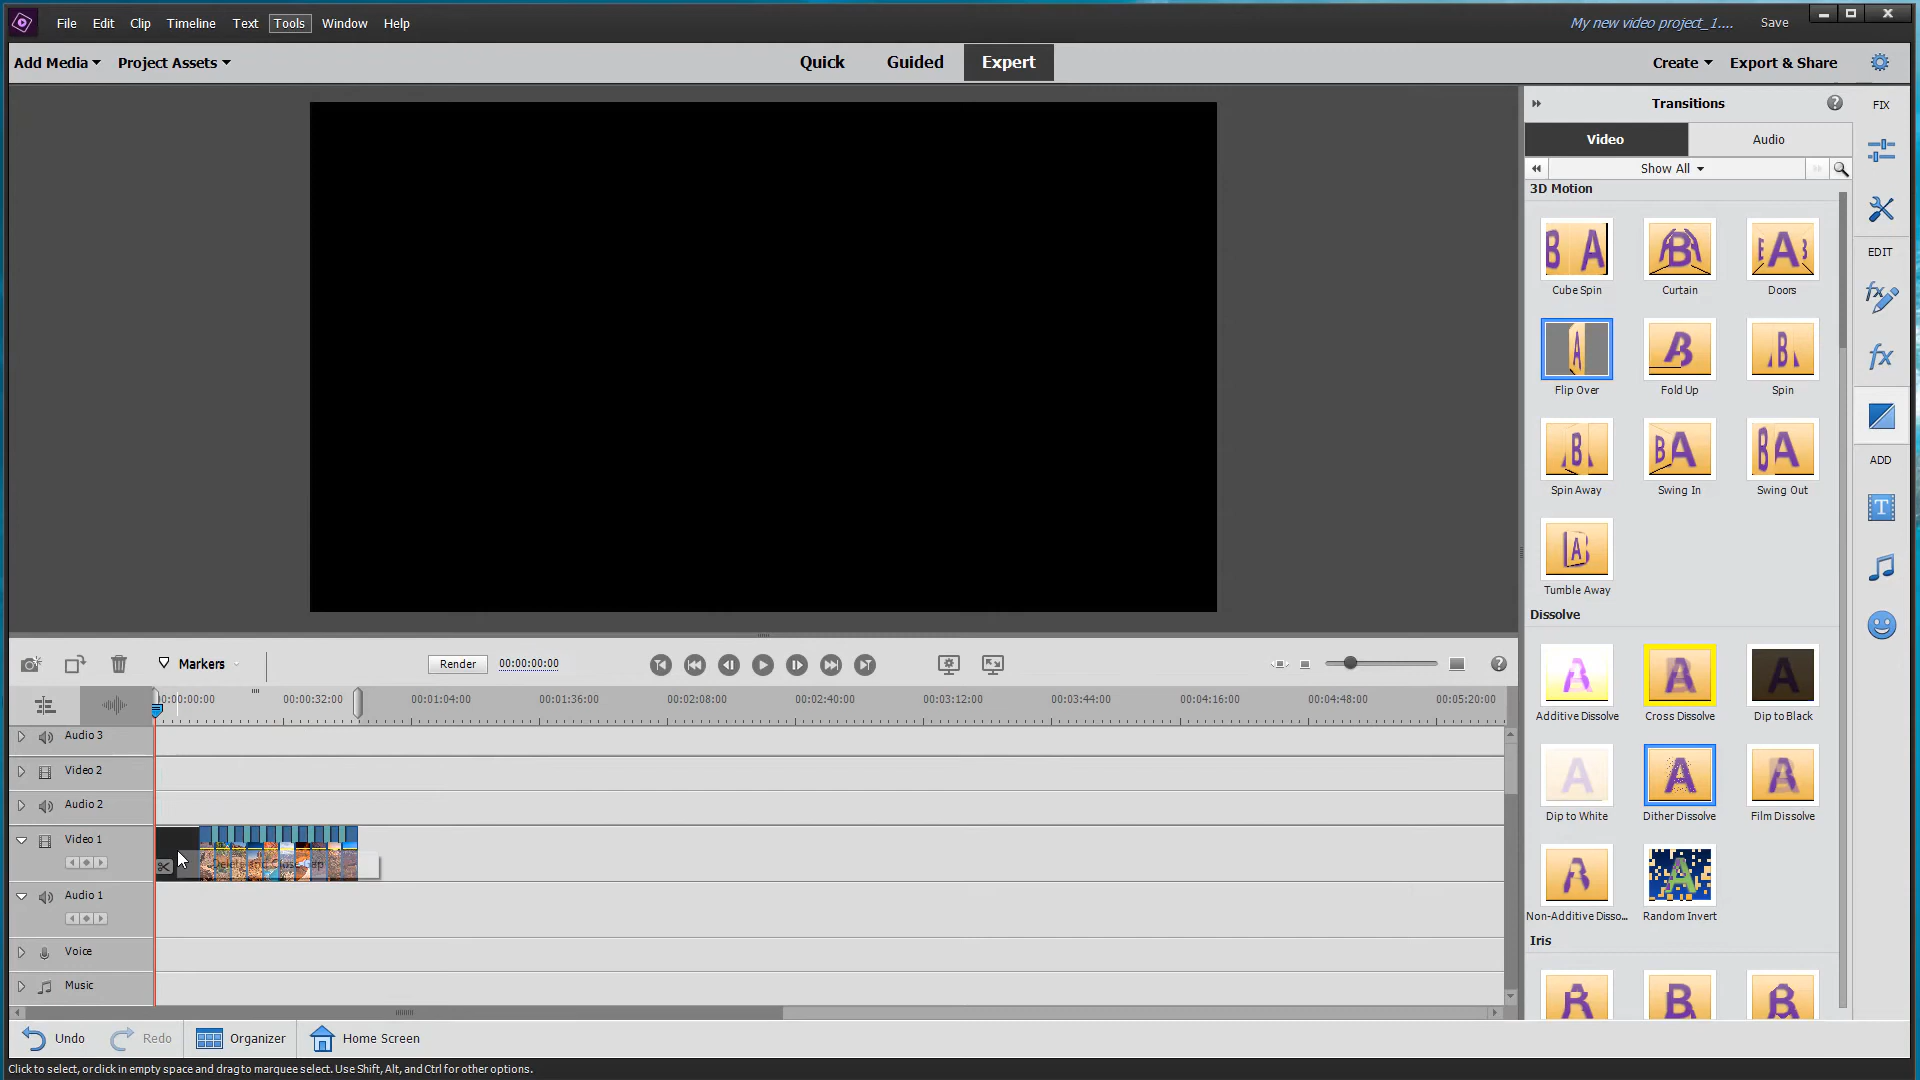 File Edit Clip Timeline Text Tools Window Help
My new video project_1.... Save
Add Media Project Assets
Quick Guided Expert
Create Export & Share
Transitions
FIX
Video Audio
Show All
3D Motion
Cube Spin Curtain Doors
EDIT
Flip Over Fold Up Spin
Spin Away Swing In Swing Out
ADD
Tumble Away
Dissolve
Additive Dissolve Cross Dissolve Dip to Black
Dip to White Dither Dissolve Film Dissolve
Non-Additive Disso... Random Invert
Iris
Markers
Render 00:00:00:00
00:00:00:00 00:00:32:00 00:01:04:00 00:01:36:00 00:02:08:00 00:02:40:00 00:03:12:00 00:03:44:00 00:04:16:00 00:04:48:00 00:05:20:00
Audio 3
Video 2
Audio 2
Video 1
Delete and Close Gap
Audio 1
Voice
Music
Undo Redo Organizer Home Screen
Click to select, or click in empty space and drag to marquee select. Use Shift, Alt, and Ctrl for other options.